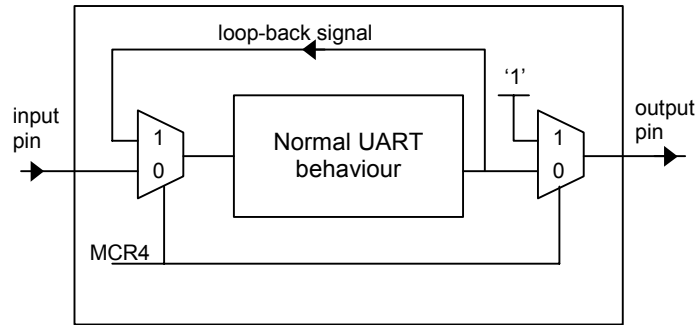 loop-back signal
‘1’
input
pin
output
pin
1
0
Normal UART
behaviour
1
0
MCR4